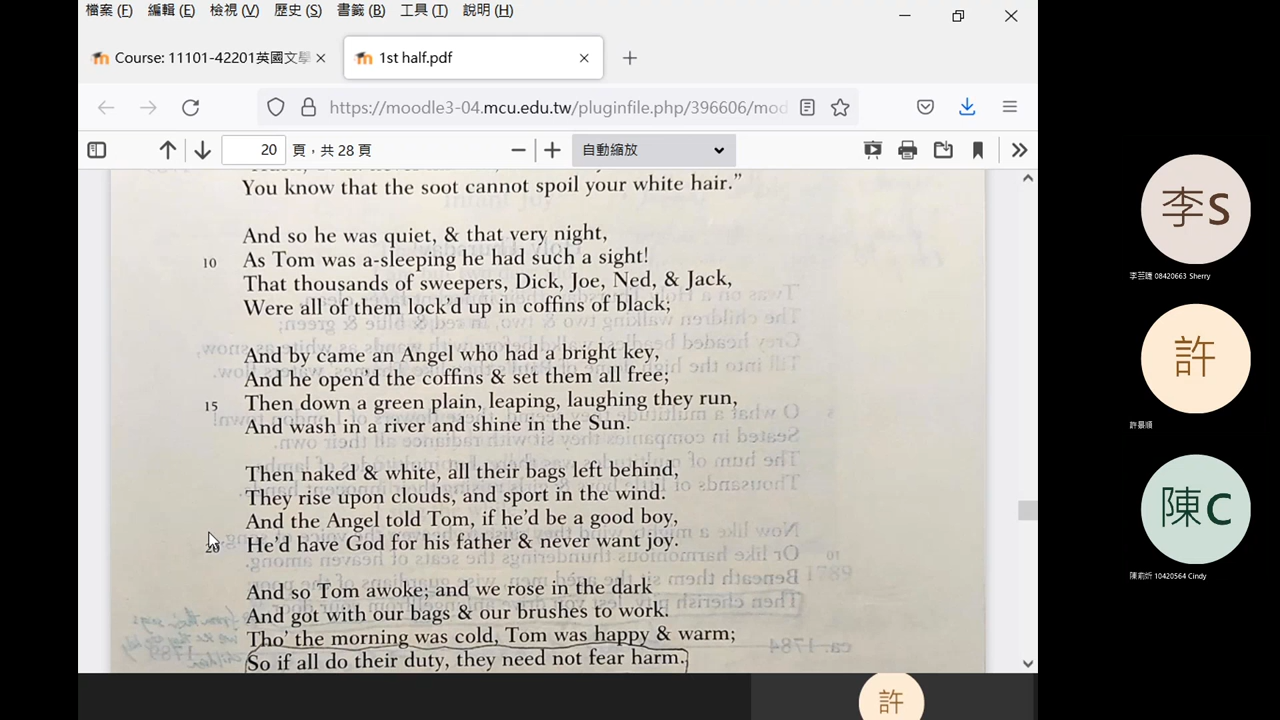 檔案 (F) 編輯 (E) 檢視 (V) 歷史 (S) 書籤 (B) 工具 (T) 說明 (H)
Course: 11101-42201英國文學
1st half.pdf
https://moodle3-04.mcu.edu.tw/pluginfile.php/396606/mod
20 頁，共 28 頁
自動縮放
You know that the soot cannot spoil your white hair."
And so he was quiet, & that very night,
10 As Tom was a-sleeping he had such a sight!
That thousands of sweepers, Dick, Joe, Ned, & Jack,
Were all of them lock'd up in coffins of black;
And by came an Angel who had a bright key,
And he open'd the coffins & set them all free;
15 Then down a green plain, leaping, laughing they run,
And wash in a river and shine in the Sun.
Then naked & white, all their bags left behind,
They rise upon clouds, and sport in the wind.
And the Angel told Tom, if he'd be a good boy,
20 He'd have God for his father & never want joy.
And so Tom awoke; and we rose in the dark
And got with our bags & our brushes to work.
Tho' the morning was cold, Tom was happy & warm;
So if all do their duty, they need not fear harm.
李S
08420663 Sherry
許
許
陳C
10420564 Cindy